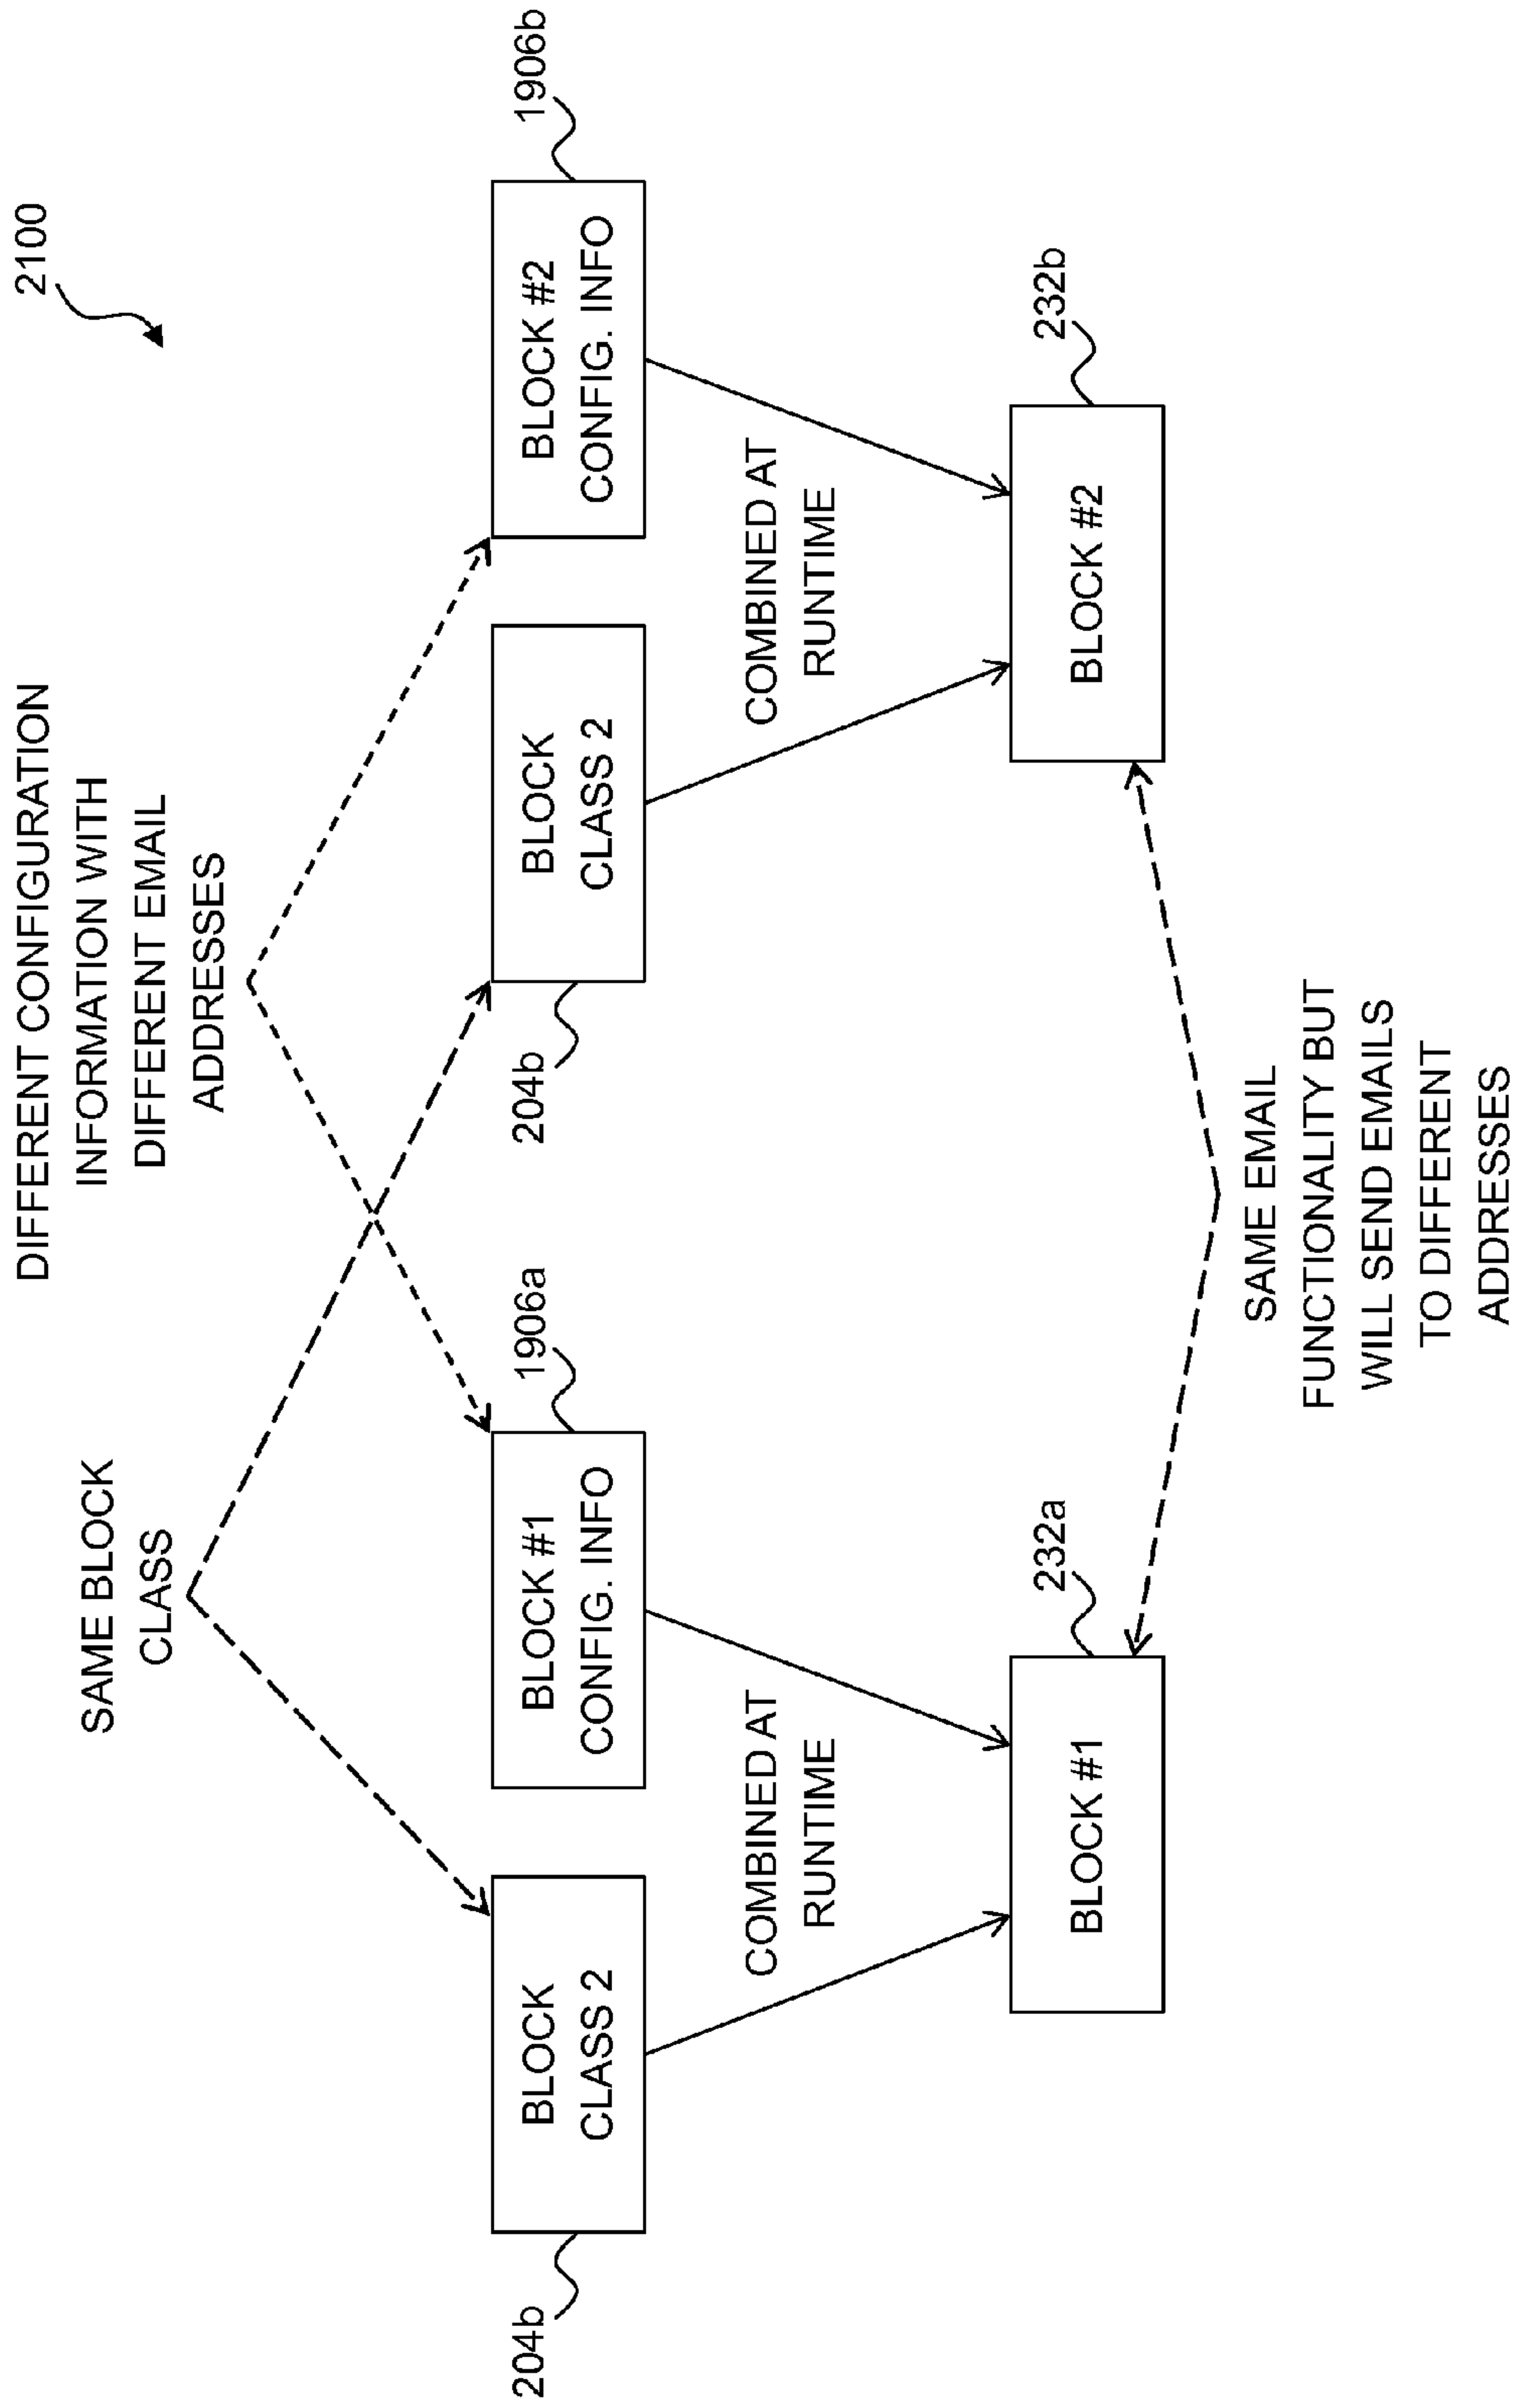 2100
DIFFERENT CONFIGURATION
INFORMATION WITH
DIFFERENT EMAIL
ADDRESSES
SAME BLOCK
CLASS
204b
BLOCK
CLASS 2
1906a
BLOCK #1
CONFIG. INFO
204b
BLOCK
CLASS 2
1906b
BLOCK #2
CONFIG. INFO
COMBINED AT
RUNTIME
COMBINED AT
RUNTIME
232a
BLOCK #1
232b
BLOCK #2
SAME EMAIL
FUNCTIONALITY BUT
WILL SEND EMAILS
TO DIFFERENT
ADDRESSES